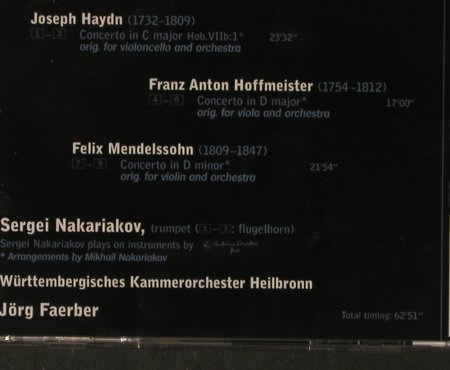 Joseph Haydn (1732–1809)
1 – 3 Concerto in C major Hob.VIIb:1* 23'32"
orig. for violoncello and orchestra
Franz Anton Hoffmeister (1754–1812)
4 – 6 Concerto in D major* 17'00"
orig. for viola and orchestra
Felix Mendelssohn (1809–1847)
7 – 9 Concerto in D minor* 21'54"
orig. for violin and orchestra
Sergei Nakariakov, trumpet (1 – 3: flugelhorn)
Sergei Nakariakov plays on instruments by
* Arrangements by Mikhail Nakariakov
Württembergisches Kammerorchester Heilbronn
Jörg Faerber
Total timing: 62'51"